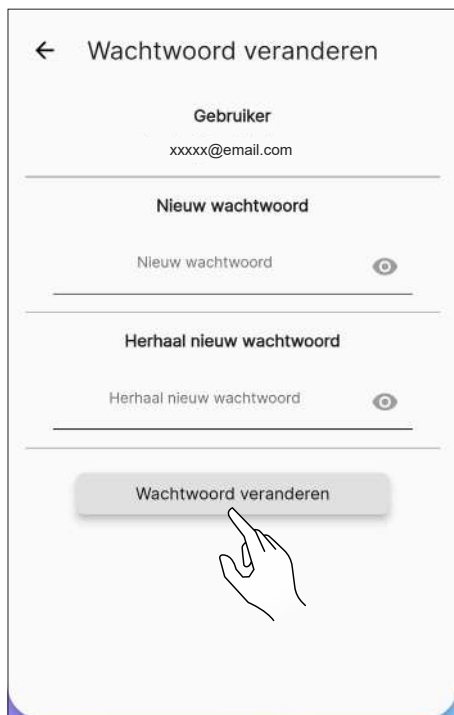 Wachtwoord veranderen
Gebruiker
xxxxx@email.com
Nieuw wachtwoord
Nieuw wachtwoord
Herhaal nieuw wachtwoord
Herhaal nieuw wachtwoord
Wachtwoord veranderen